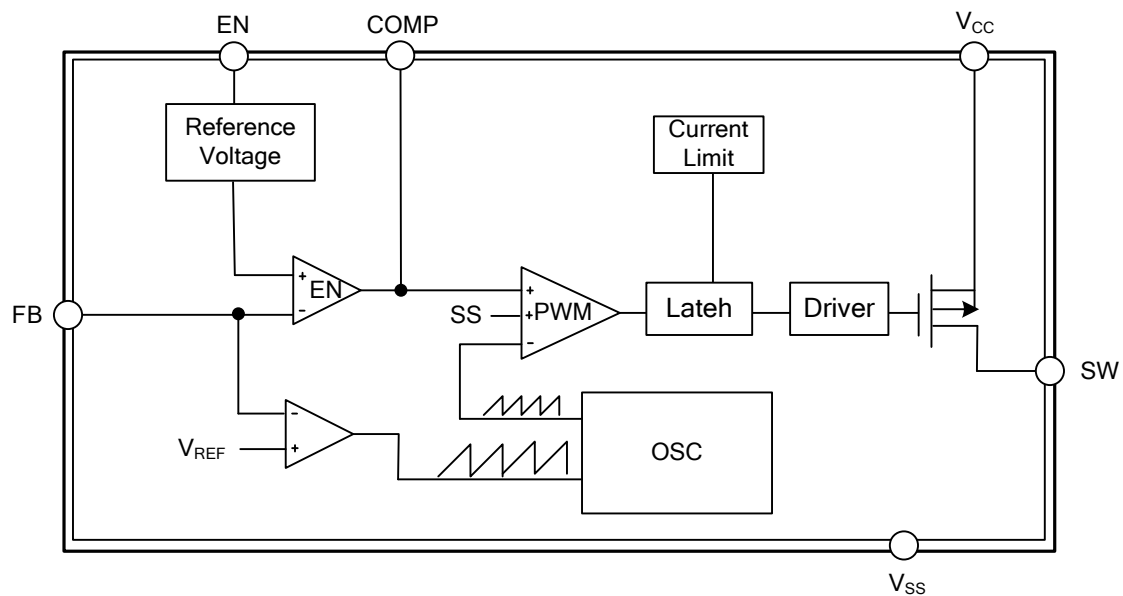 EN
COMP
VCC
Reference
Voltage
Current
Limit
+
EN
-
FB
+
SS
+
PWM
-
Lateh
Driver
SW
-
VREF
+
OSC
VSS